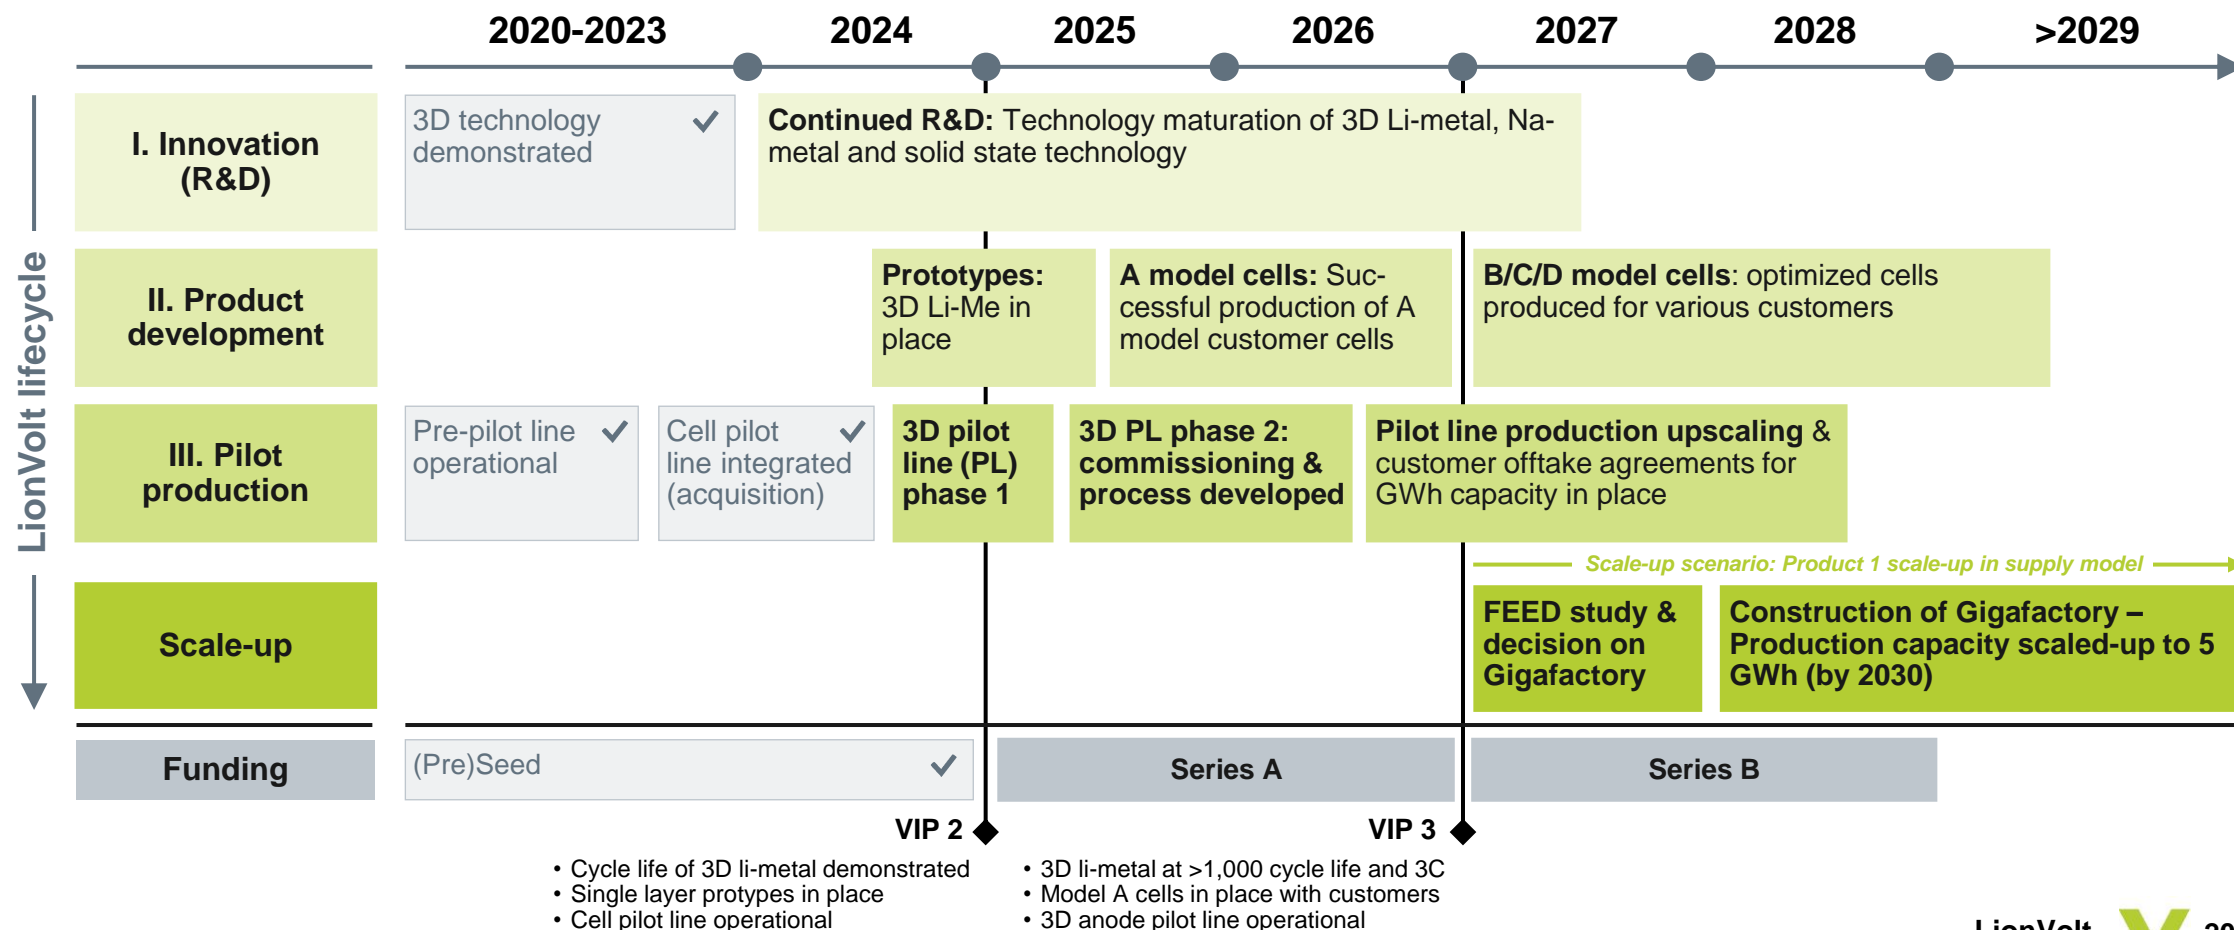 2020-2023 2024 2025 2026 2027 2028 >2029
LionVolt lifecycle
I. Innovation
(R&D)
3D technology
demonstrated
Continued R&D: Technology maturation of 3D Li-metal, Na-
metal and solid state technology
II. Product
development
Prototypes:
3D Li-Me in
place
A model cells: Suc-
cessful production of A
model customer cells
B/C/D model cells: optimized cells
produced for various customers
III. Pilot
production
Pre-pilot line
operational
Cell pilot
line integrated
(acquisition)
3D pilot
line (PL)
phase 1
3D PL phase 2:
commissioning &
process developed
Pilot line production upscaling &
customer offtake agreements for
GWh capacity in place
Scale-up scenario: Product 1 scale-up in supply model
Scale-up
FEED study &
decision on
Gigafactory
Construction of Gigafactory –
Production capacity scaled-up to 5
GWh (by 2030)
Funding
(Pre)Seed
Series A
Series B
VIP 2
• Cycle life of 3D li-metal demonstrated
• Single layer protypes in place
• Cell pilot line operational
VIP 3
• 3D li-metal at >1,000 cycle life and 3C
• Model A cells in place with customers
• 3D anode pilot line operational
LionVolt